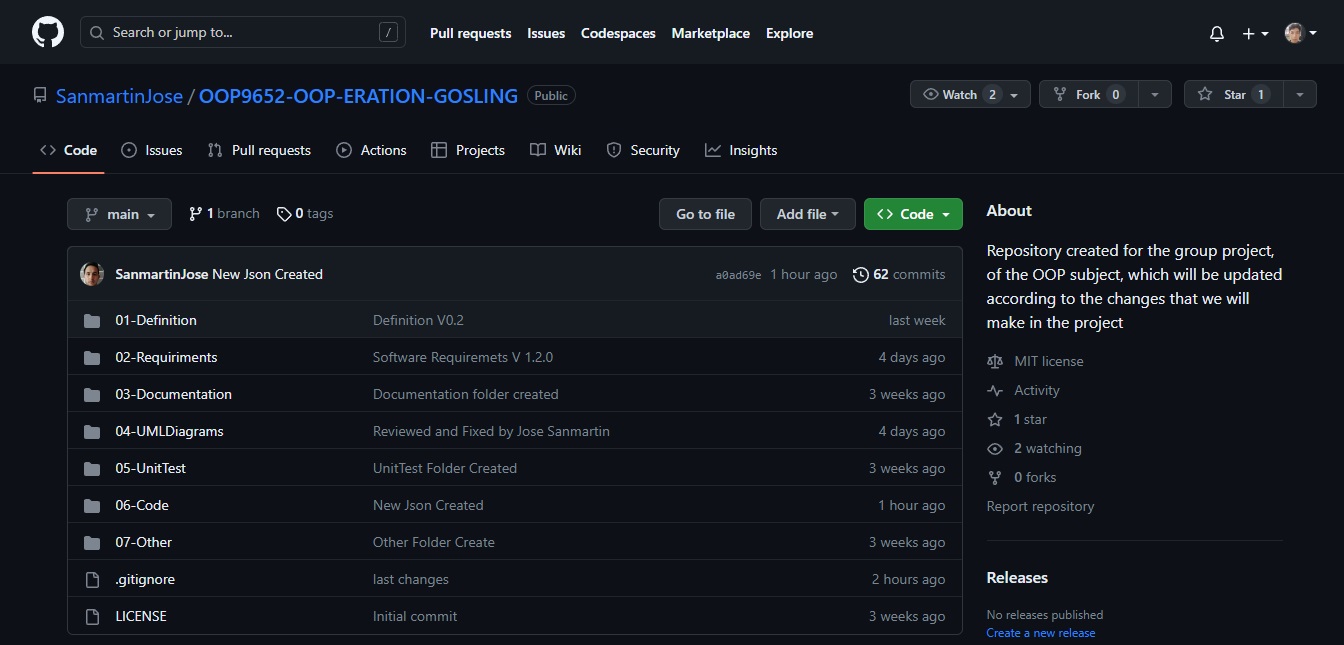 Search or jump to... /
Pull requests Issues Codespaces Marketplace Explore
SanmartinJose / OOP9652-OOP-ERATION-GOSLING Public
Watch 2 Fork 0 Star 1
Code Issues Pull requests Actions Projects Wiki Security Insights
main 1 branch 0 tags Go to file Add file Code
SanmartinJose New Json Created a0ad69e 1 hour ago 62 commits
01-Definition Definition V0.2 last week
02-Requiriments Software Requiremets V 1.2.0 4 days ago
03-Documentation Documentation folder created 3 weeks ago
04-UMLDiagrams Reviewed and Fixed by Jose Sanmartin 4 days ago
05-UnitTest UnitTest Folder Created 3 weeks ago
06-Code New Json Created 1 hour ago
07-Other Other Folder Create 3 weeks ago
.gitignore last changes 2 hours ago
LICENSE Initial commit 3 weeks ago
About
Repository created for the group project,
of the OOP subject, which will be updated
according to the changes that we will
make in the project
MIT license
Activity
1 star
2 watching
0 forks
Report repository
Releases
No releases published
Create a new release